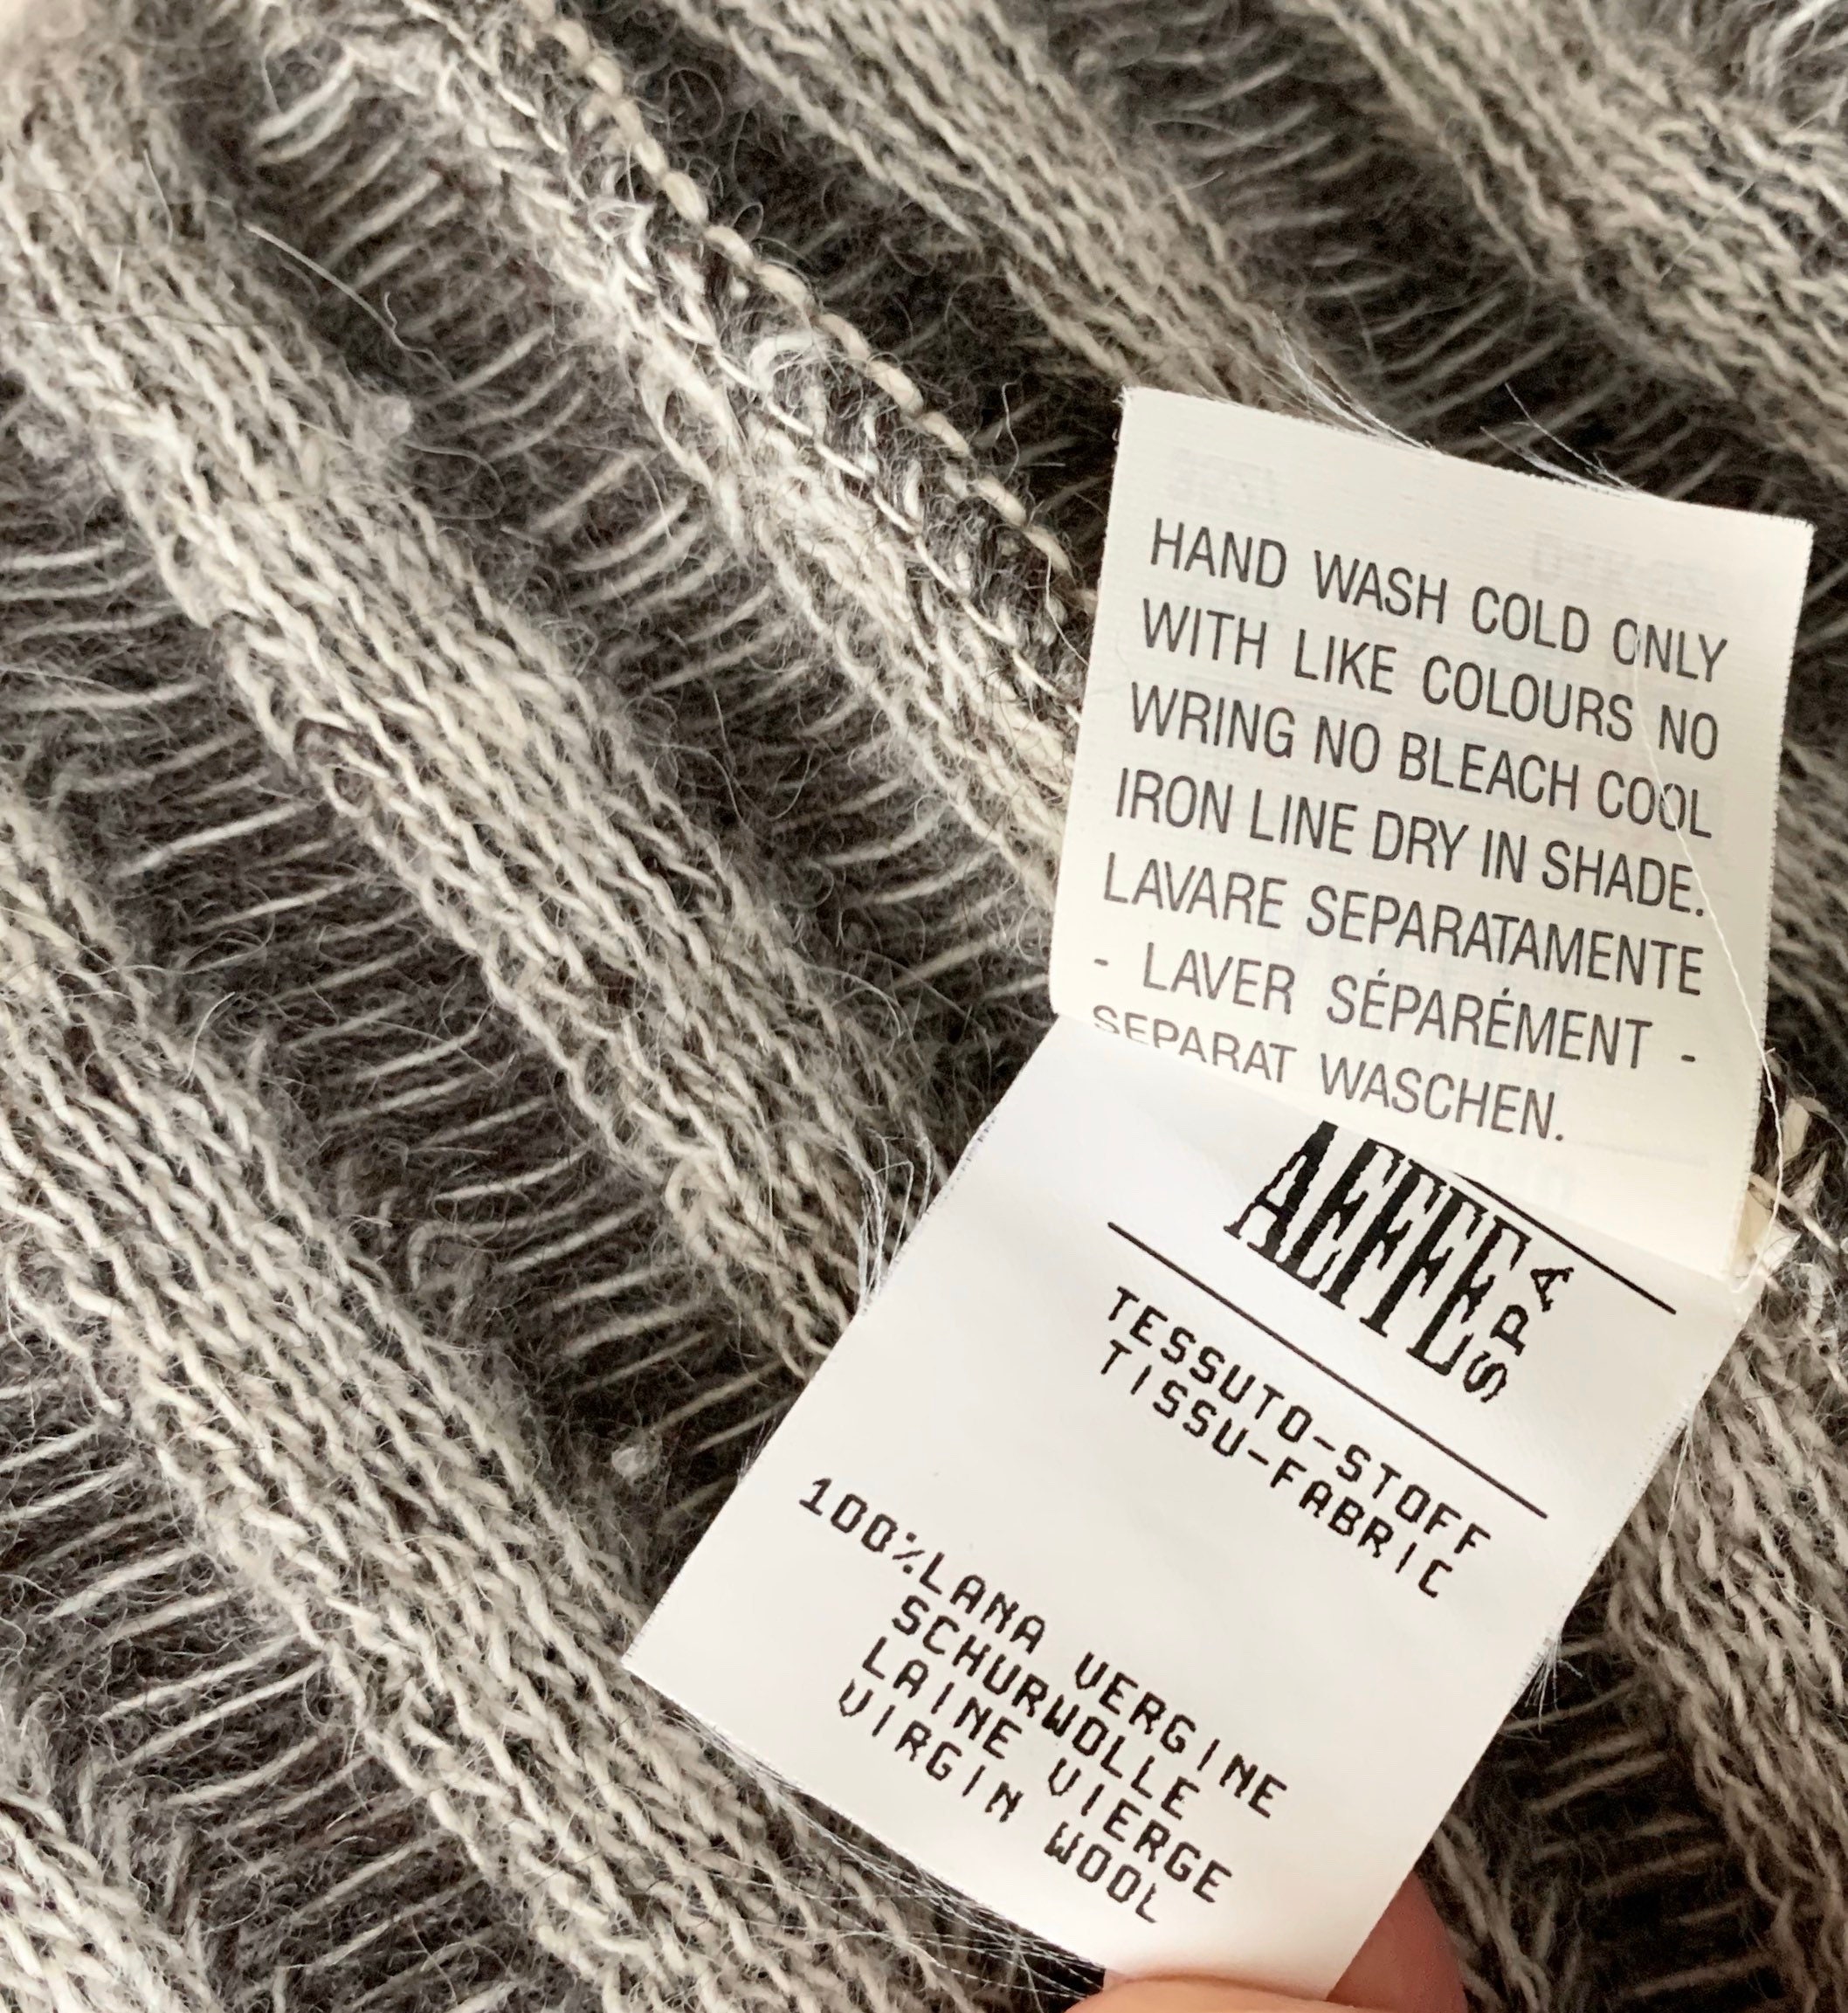 HAND WASH COLD ONLY
WITH LIKE COLOURS NO
WRING NO BLEACH COOL
IRON LINE DRY IN SHADE.
LAVARE SEPARATAMENTE
- LAVER SÉPARÉMENT -
SEPARAT WASCHEN.
AEFFE SPA
TESSUTO-STOFF
TISSU-FABRIC
100%LANA VERGINE
SCHURWOLLE
LAINE VIERGE
VIRGIN WOOL